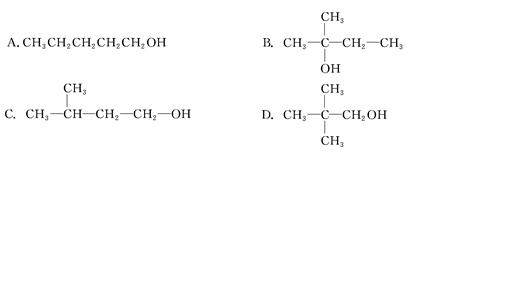 CH₃
A. CH₃CH₂CH₂CH₂CH₂OH B. CH₃—C—CH₂—CH₃
OH
CH₃ CH₃
C. CH₃—CH—CH₂—CH₂—OH D. CH₃—C—CH₂OH
CH₃